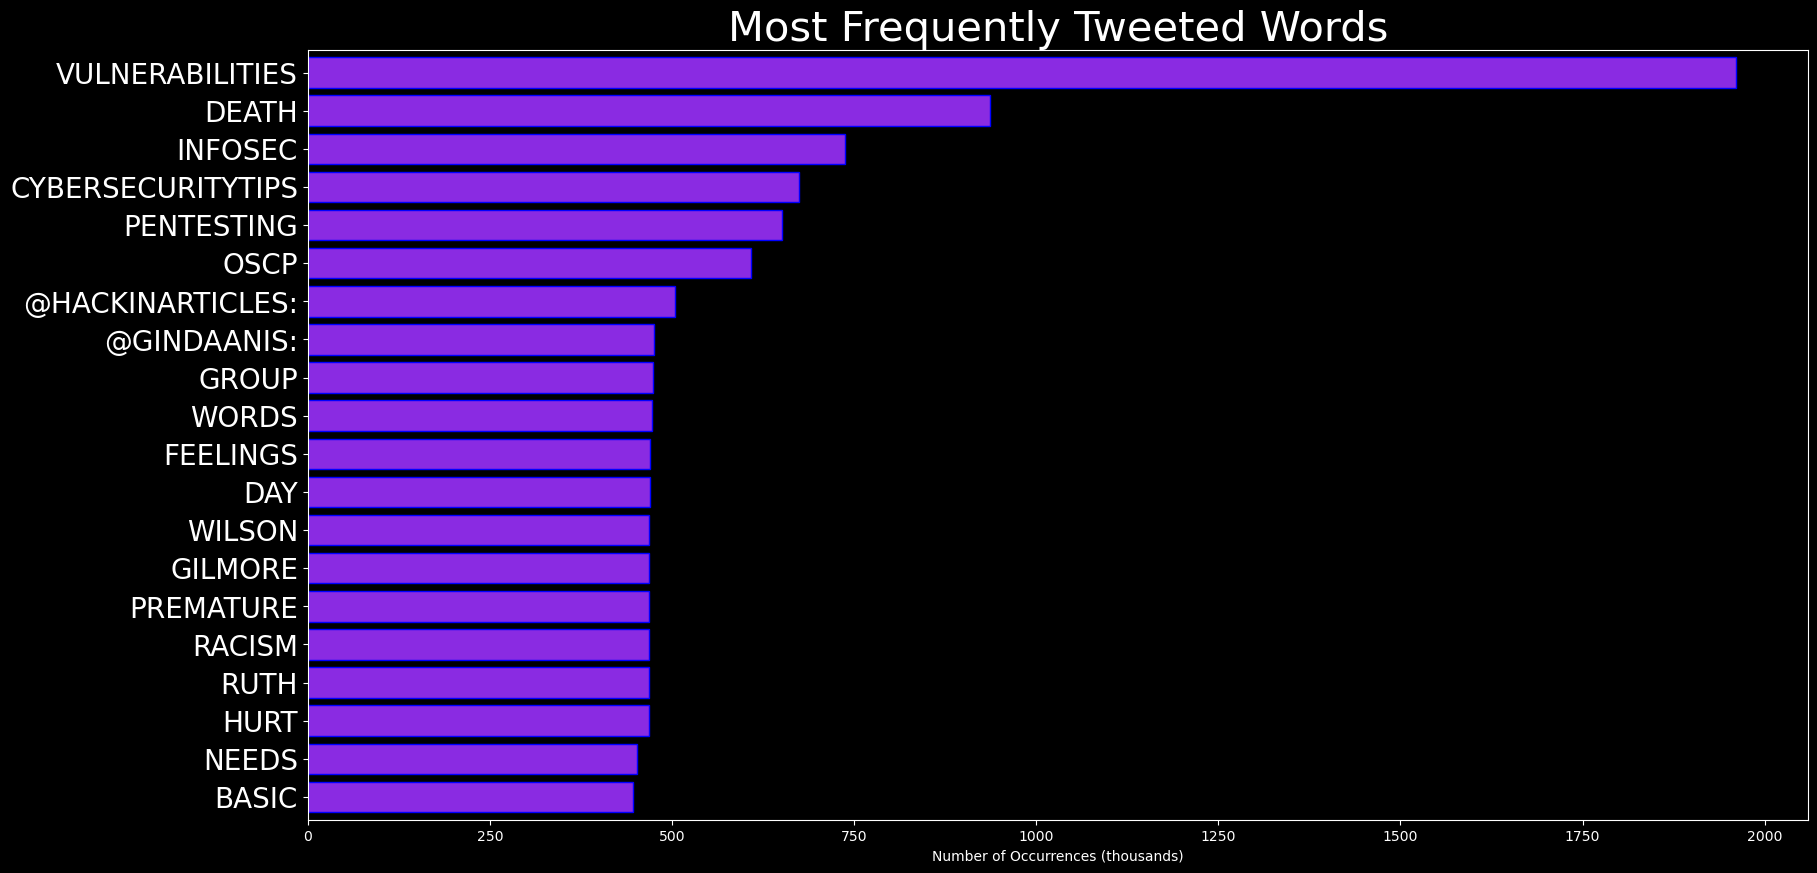 Most Frequently Tweeted Words
VULNERABILITIES
DEATH
INFOSEC
CYBERSECURITYTIPS
PENTESTING
OSCP
@HACKINARTICLES:
@GINDAANIS:
GROUP
WORDS
FEELINGS
DAY
WILSON
GILMORE
PREMATURE
RACISM
RUTH
HURT
NEEDS
BASIC
0 250 500 750 1000 1250 1500 1750 2000
Number of Occurrences (thousands)